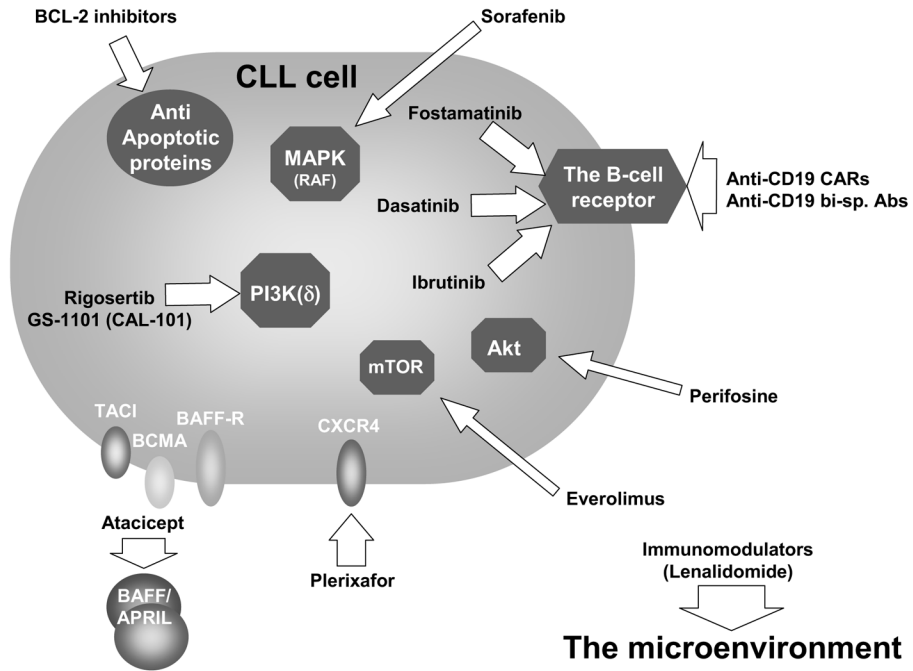 BCL-2 inhibitors
Sorafenib
CLL cell
Anti
Apoptotic
proteins
MAPK
(RAF)
Fostamatinib
The B-cell
receptor
Anti-CD19 CARs
Anti-CD19 bi-sp. Abs
Dasatinib
Ibrutinib
Rigosertib
GS-1101 (CAL-101)
PI3K(δ)
mTOR
Akt
Perifosine
TACI
BCMA
BAFF-R
CXCR4
Everolimus
Atacicept
BAFF/
APRIL
Plerixafor
Immunomodulators
(Lenalidomide)
The microenvironment